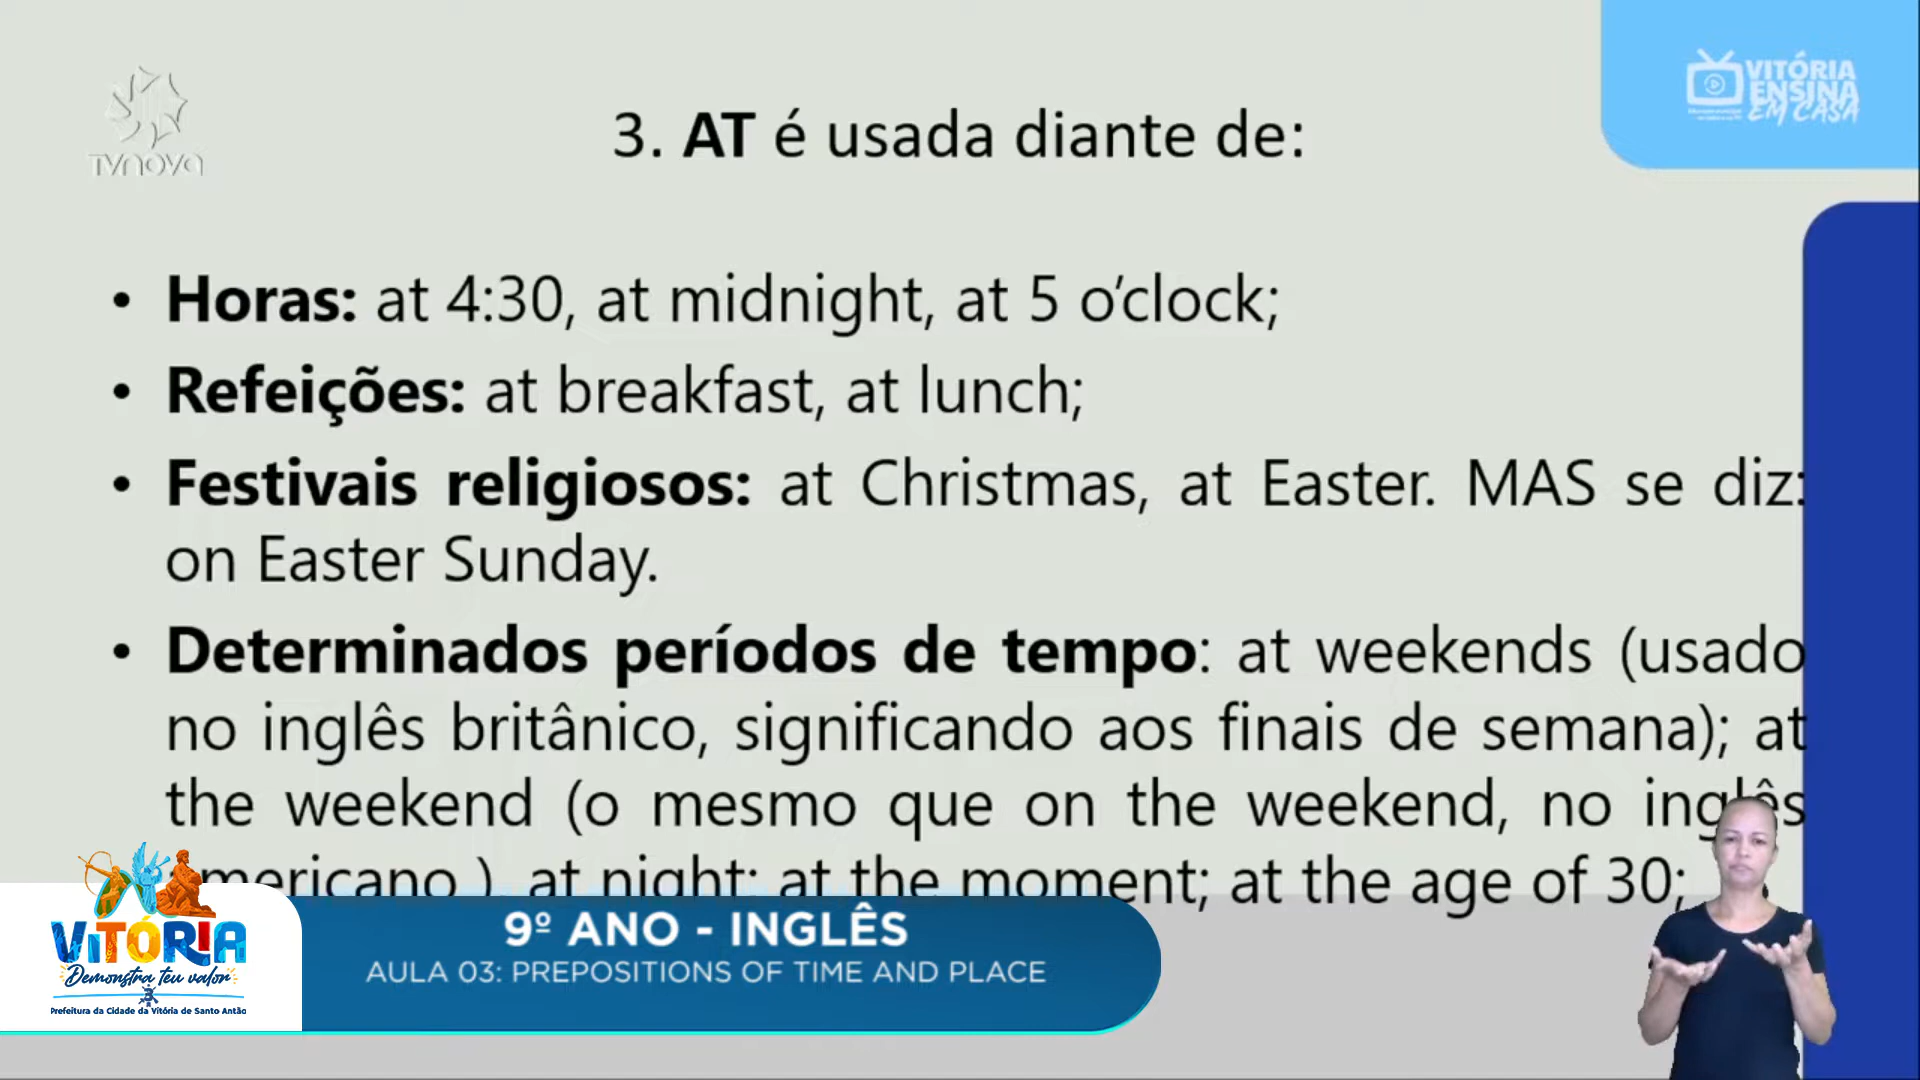 TVNOVA
VITÓRIA
ENSINA
EM CASA
3. AT é usada diante de:
• Horas: at 4:30, at midnight, at 5 o’clock;
• Refeições: at breakfast, at lunch;
• Festivais religiosos: at Christmas, at Easter. MAS se diz:
on Easter Sunday.
• Determinados períodos de tempo: at weekends (usado
no inglês britânico, significando aos finais de semana); at
the weekend (o mesmo que on the weekend, no inglês
americano ), at night; at the moment; at the age of 30;
VITÓRIA
Demonstra teu valor
Prefeitura da Cidade da Vitória de Santo Antão
9º ANO - INGLÊS
AULA 03: PREPOSITIONS OF TIME AND PLACE